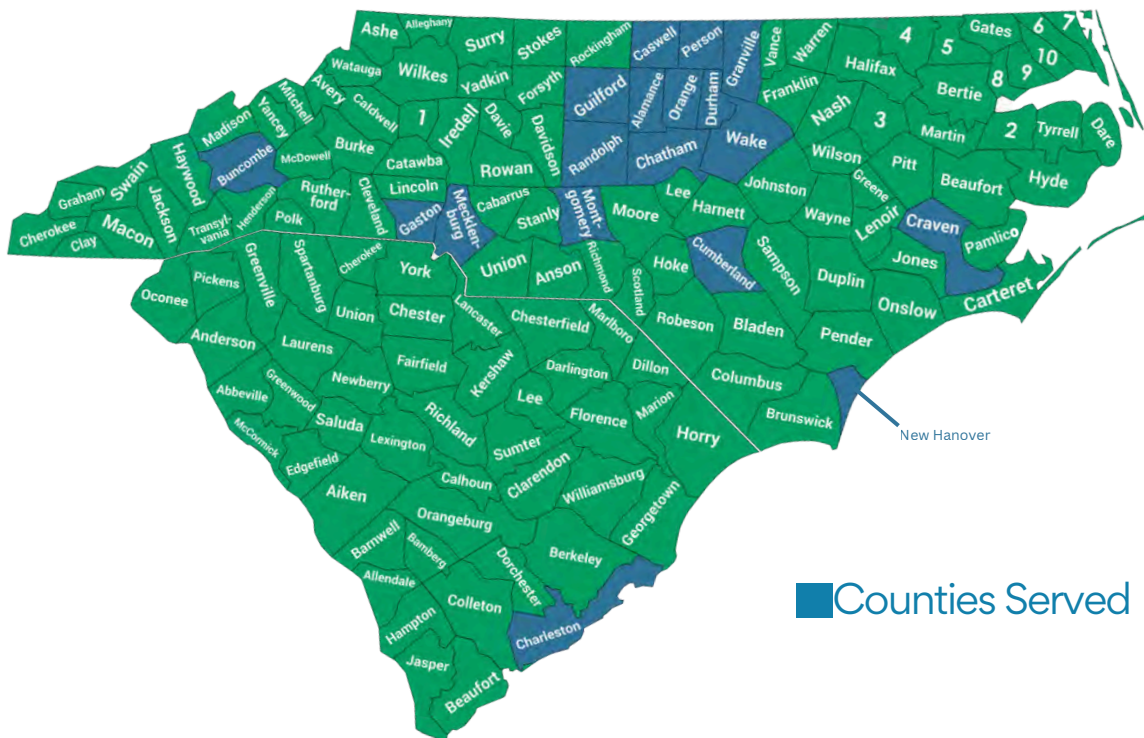 Ashe
Alleghany
Surry
Stokes
Rockingham
Caswell
Person
Granville
Vance
Warren
4
5
Gates
6
7
Watauga
Wilkes
Yadkin
Forsyth
Guilford
Alamance
Orange
Durham
Franklin
Halifax
Bertie
8
9
10
Mitchell
Avery
Caldwell
1
Iredell
Davie
Davidson
Randolph
Chatham
Wake
Nash
3
Martin
2
Tyrrell
Dare
Madison
Yancey
Burke
Catawba
Rowan
Wilson
Pitt
Beaufort
Hyde
Graham
Swain
Haywood
Buncombe
McDowell
Lincoln
Cabarrus
Stanly
Mont-
gomery
Moore
Lee
Harnett
Johnston
Wayne
Greene
Lenoir
Craven
Pamlico
Cherokee
Clay
Macon
Jackson
Transyl-
vania
Henderson
Polk
Ruther-
ford
Cleveland
Gaston
Mecklen-
burg
Union
Anson
Richmond
Scotland
Hoke
Cumberland
Sampson
Duplin
Jones
Onslow
Carteret
Robeson
Bladen
Pender
Columbus
Brunswick
New Hanover
Oconee
Pickens
Greenville
Spartanburg
Cherokee
York
Union
Chester
Lancaster
Chesterfield
Marlboro
Anderson
Laurens
Fairfield
Kershaw
Darlington
Dillon
Abbeville
Greenwood
Newberry
Lee
Florence
Marion
Horry
McCormick
Saluda
Lexington
Richland
Sumter
Edgefield
Calhoun
Clarendon
Williamsburg
Georgetown
Aiken
Orangeburg
Barnwell
Bamberg
Dorchester
Berkeley
Allendale
Colleton
Hampton
Charleston
Jasper
Beaufort
Counties Served